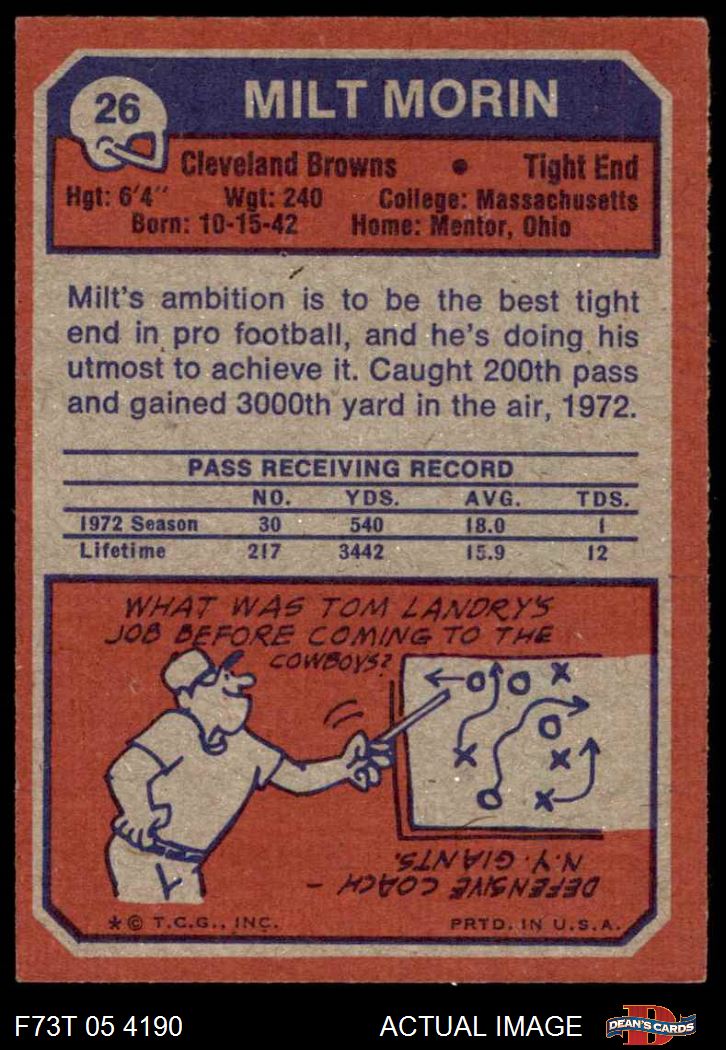 26
MILT MORIN
Cleveland Browns • Tight End
Hgt: 6'4" Wgt: 240 College: Massachusetts
Born: 10-15-42 Home: Mentor, Ohio
Milt's ambition is to be the best tight
end in pro football, and he's doing his
utmost to achieve it. Caught 200th pass
and gained 3000th yard in the air, 1972.
PASS RECEIVING RECORD
NO. YDS. AVG. TDS.
1972 Season 30 540 18.0 1
Lifetime 217 3442 15.9 12
WHAT WAS TOM LANDRY'S
JOB BEFORE COMING TO THE
COWBOYS?
DEFENSIVE COACH -
N.Y. GIANTS.
* © T.C.G., INC. PRTD. IN U.S.A.
F73T 05 4190 ACTUAL IMAGE
D
DEAN'S CARDS